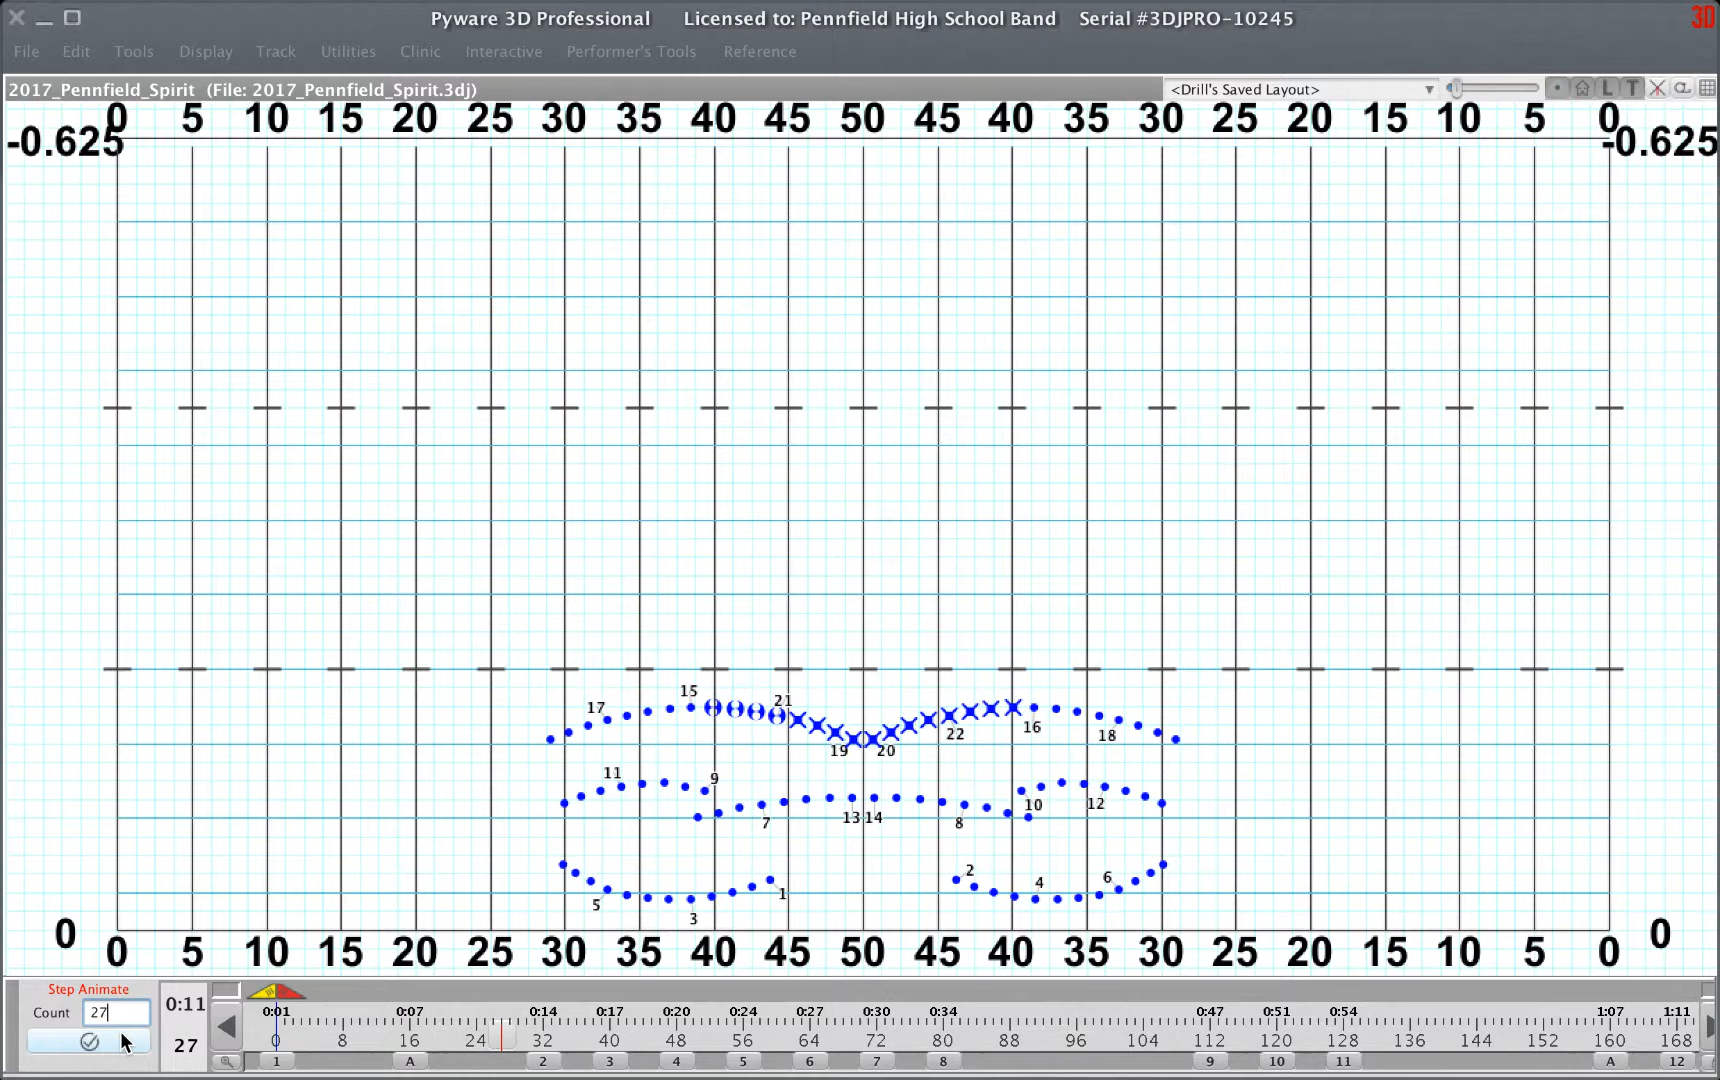 Pyware 3D Professional Licensed to: Pennfield High School Band Serial #3DJPRO-10245
3D
File Edit Tools Display Track Utilities Clinic Interactive Performer's Tools Reference
2017_Pennfield_Spirit (File: 2017_Pennfield_Spirit.3dj)
<Drill's Saved Layout>
L T
0 5 10 15 20 25 30 35 40 45 50 45 40 35 30 25 20 15 10 5 0
-0.625 -0.625
15 21
17
19 20 22 16 18
11 9
10 12
7 13 14 8
2 4 6
5 3 1
0 0
0 5 10 15 20 25 30 35 40 45 50 45 40 35 30 25 20 15 10 5 0
Step Animate
Count 27
0:11
27
0:01 0:07 0:14 0:17 0:20 0:24 0:27 0:30 0:34 0:47 0:51 0:54 1:07 1:11
0 8 16 24 32 40 48 56 64 72 80 88 96 104 112 120 128 136 144 152 160 168
1 A 2 3 4 5 6 7 8 9 10 11 A 12